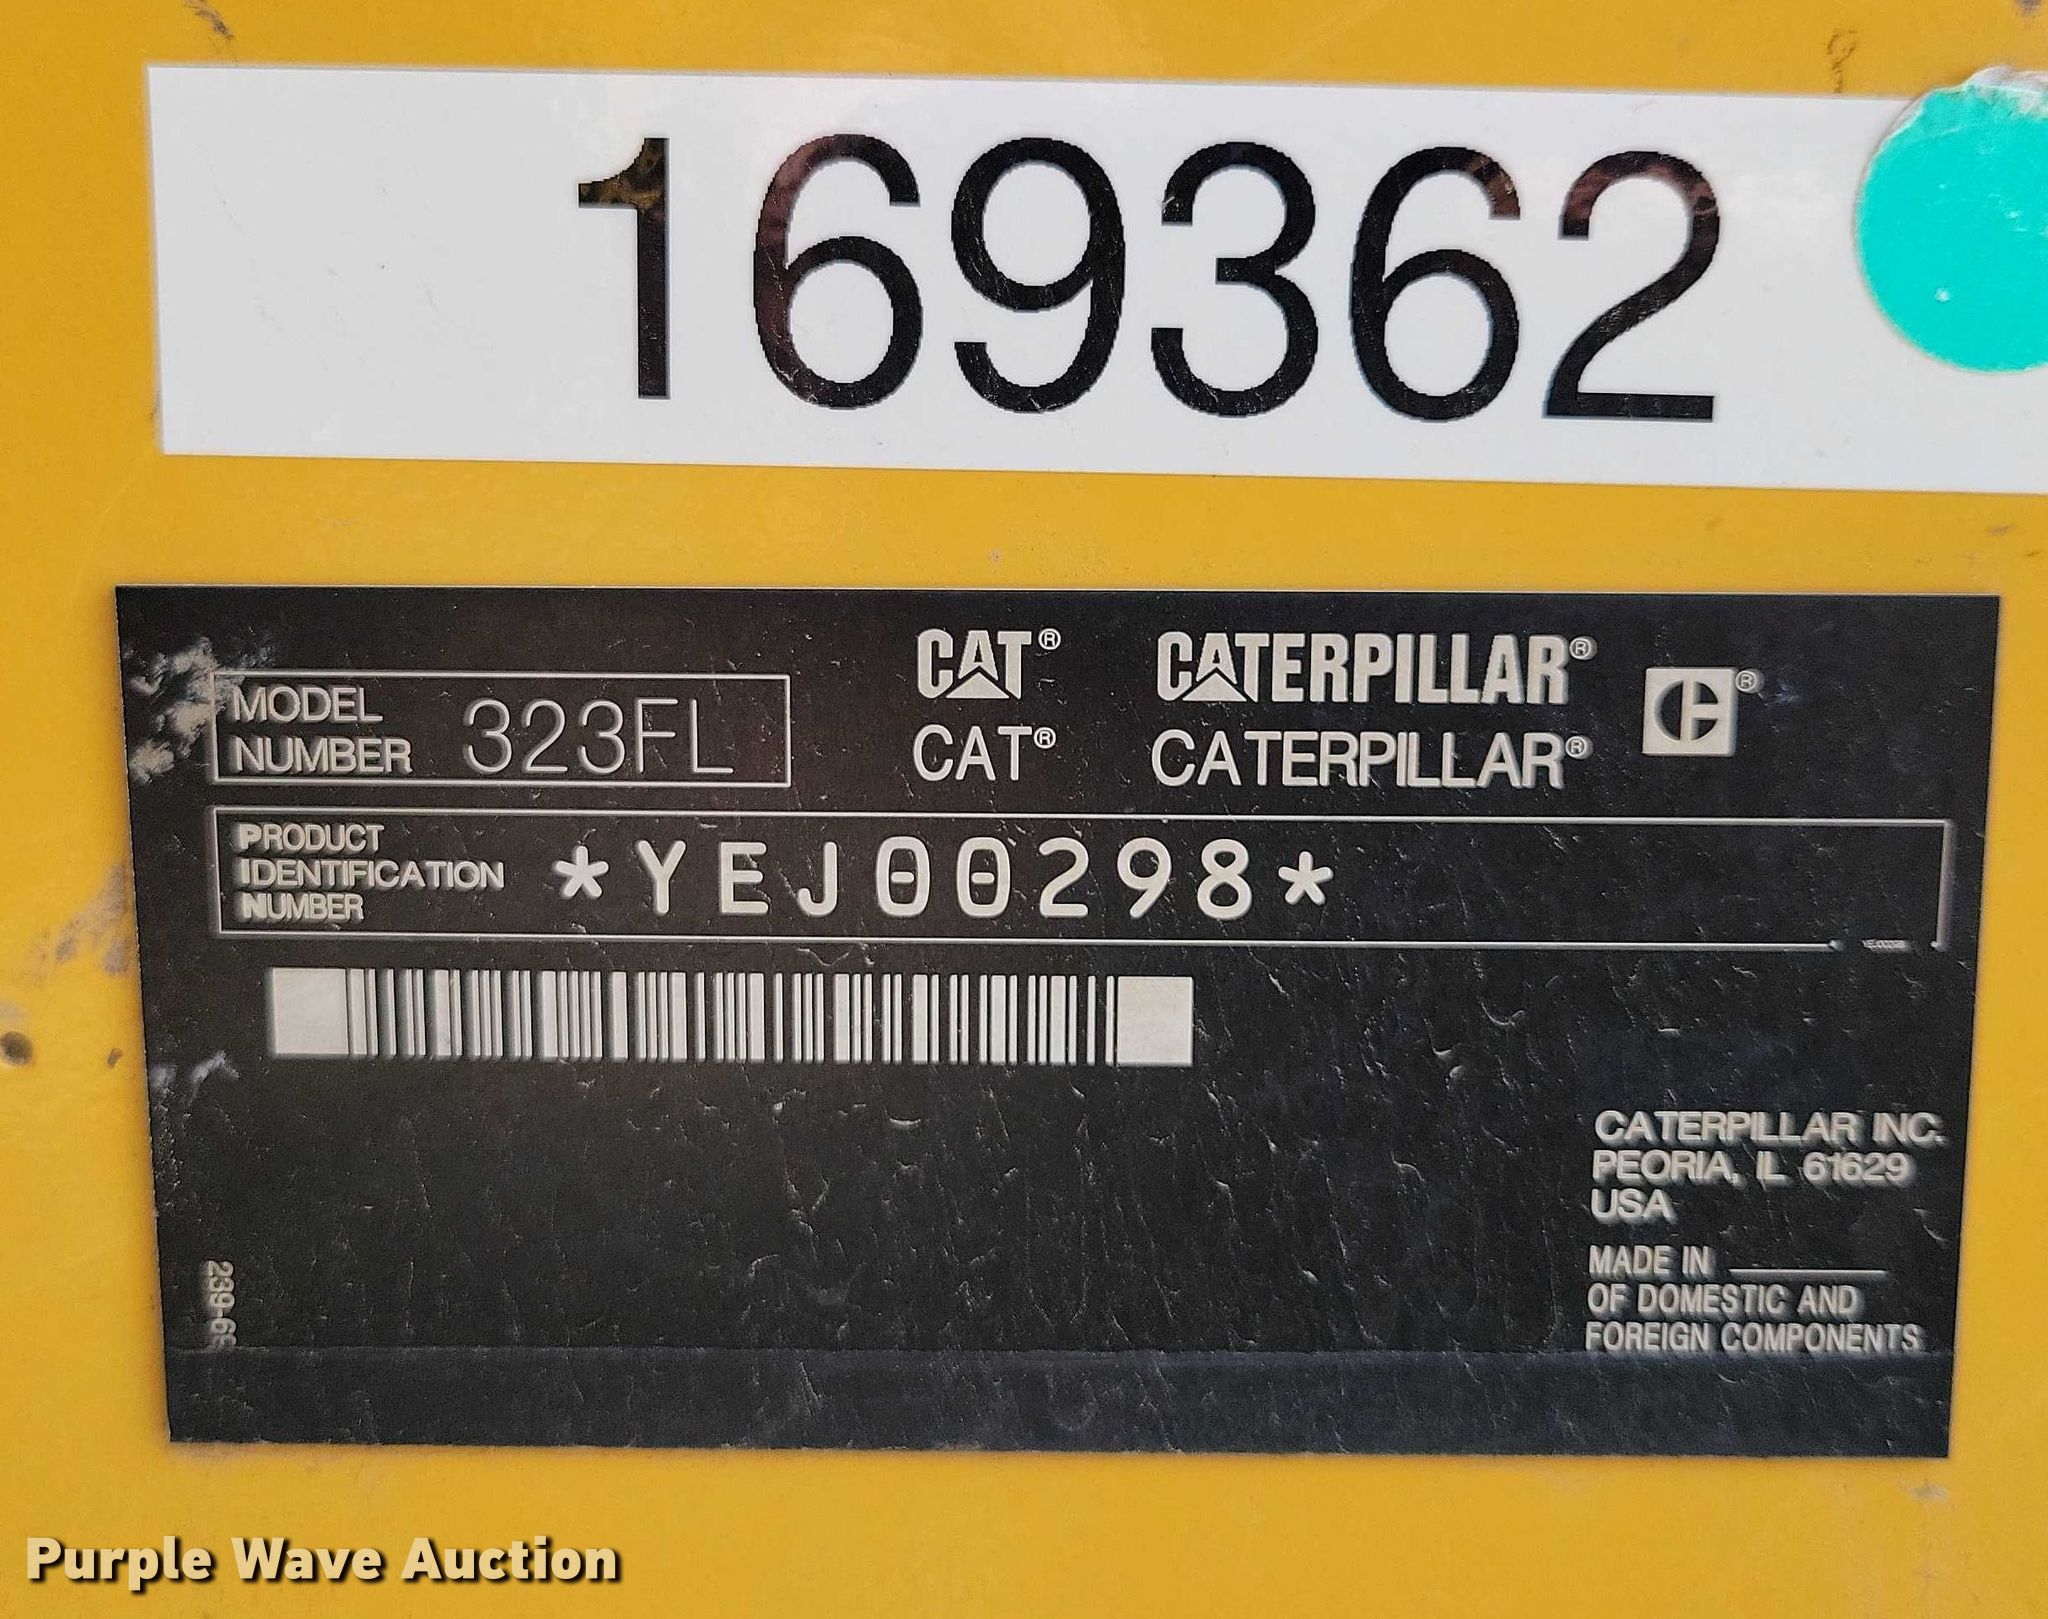 169362
CAT® CATERPILLAR®
MODEL NUMBER 323FL
CAT® CATERPILLAR®
PRODUCT
IDENTIFICATION
NUMBER
*YEJ00298*
CATERPILLAR INC.
PEORIA, IL 61629
USA
MADE IN
OF DOMESTIC AND
FOREIGN COMPONENTS
Purple Wave Auction